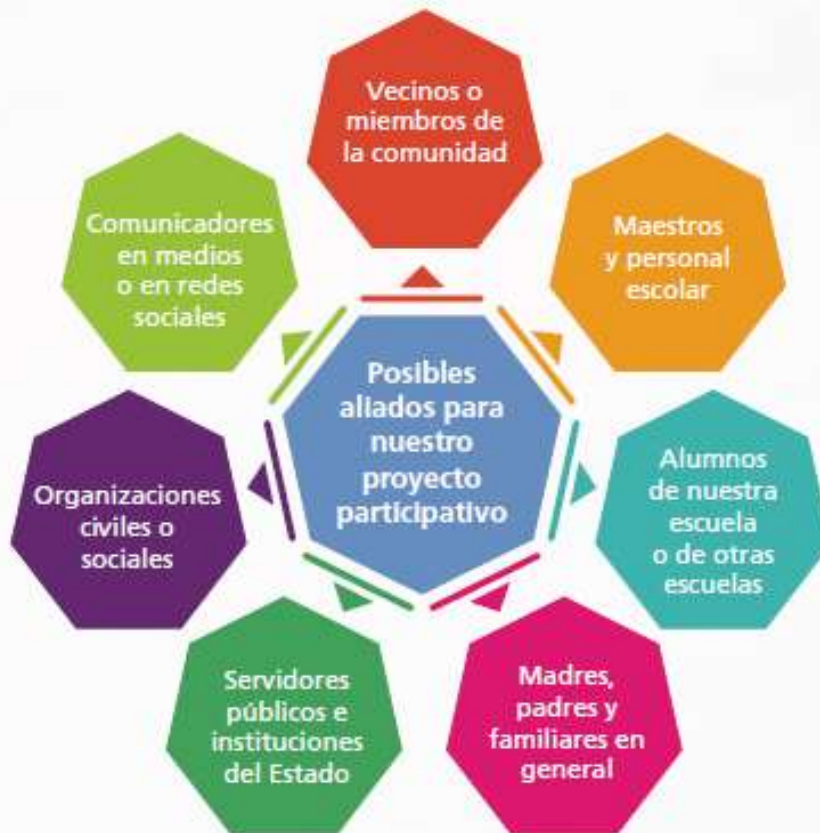 Vecinos o
miembros de
la comunidad
Maestros
y personal
escolar
Alumnos
de nuestra
escuela
o de otras
escuelas
Madres,
padres y
familiares en
general
Servidores
públicos e
instituciones
del Estado
Organizaciones
civiles o
sociales
Comunicadores
en medios
o en redes
sociales
Posibles
aliados para
nuestro
proyecto
participativo